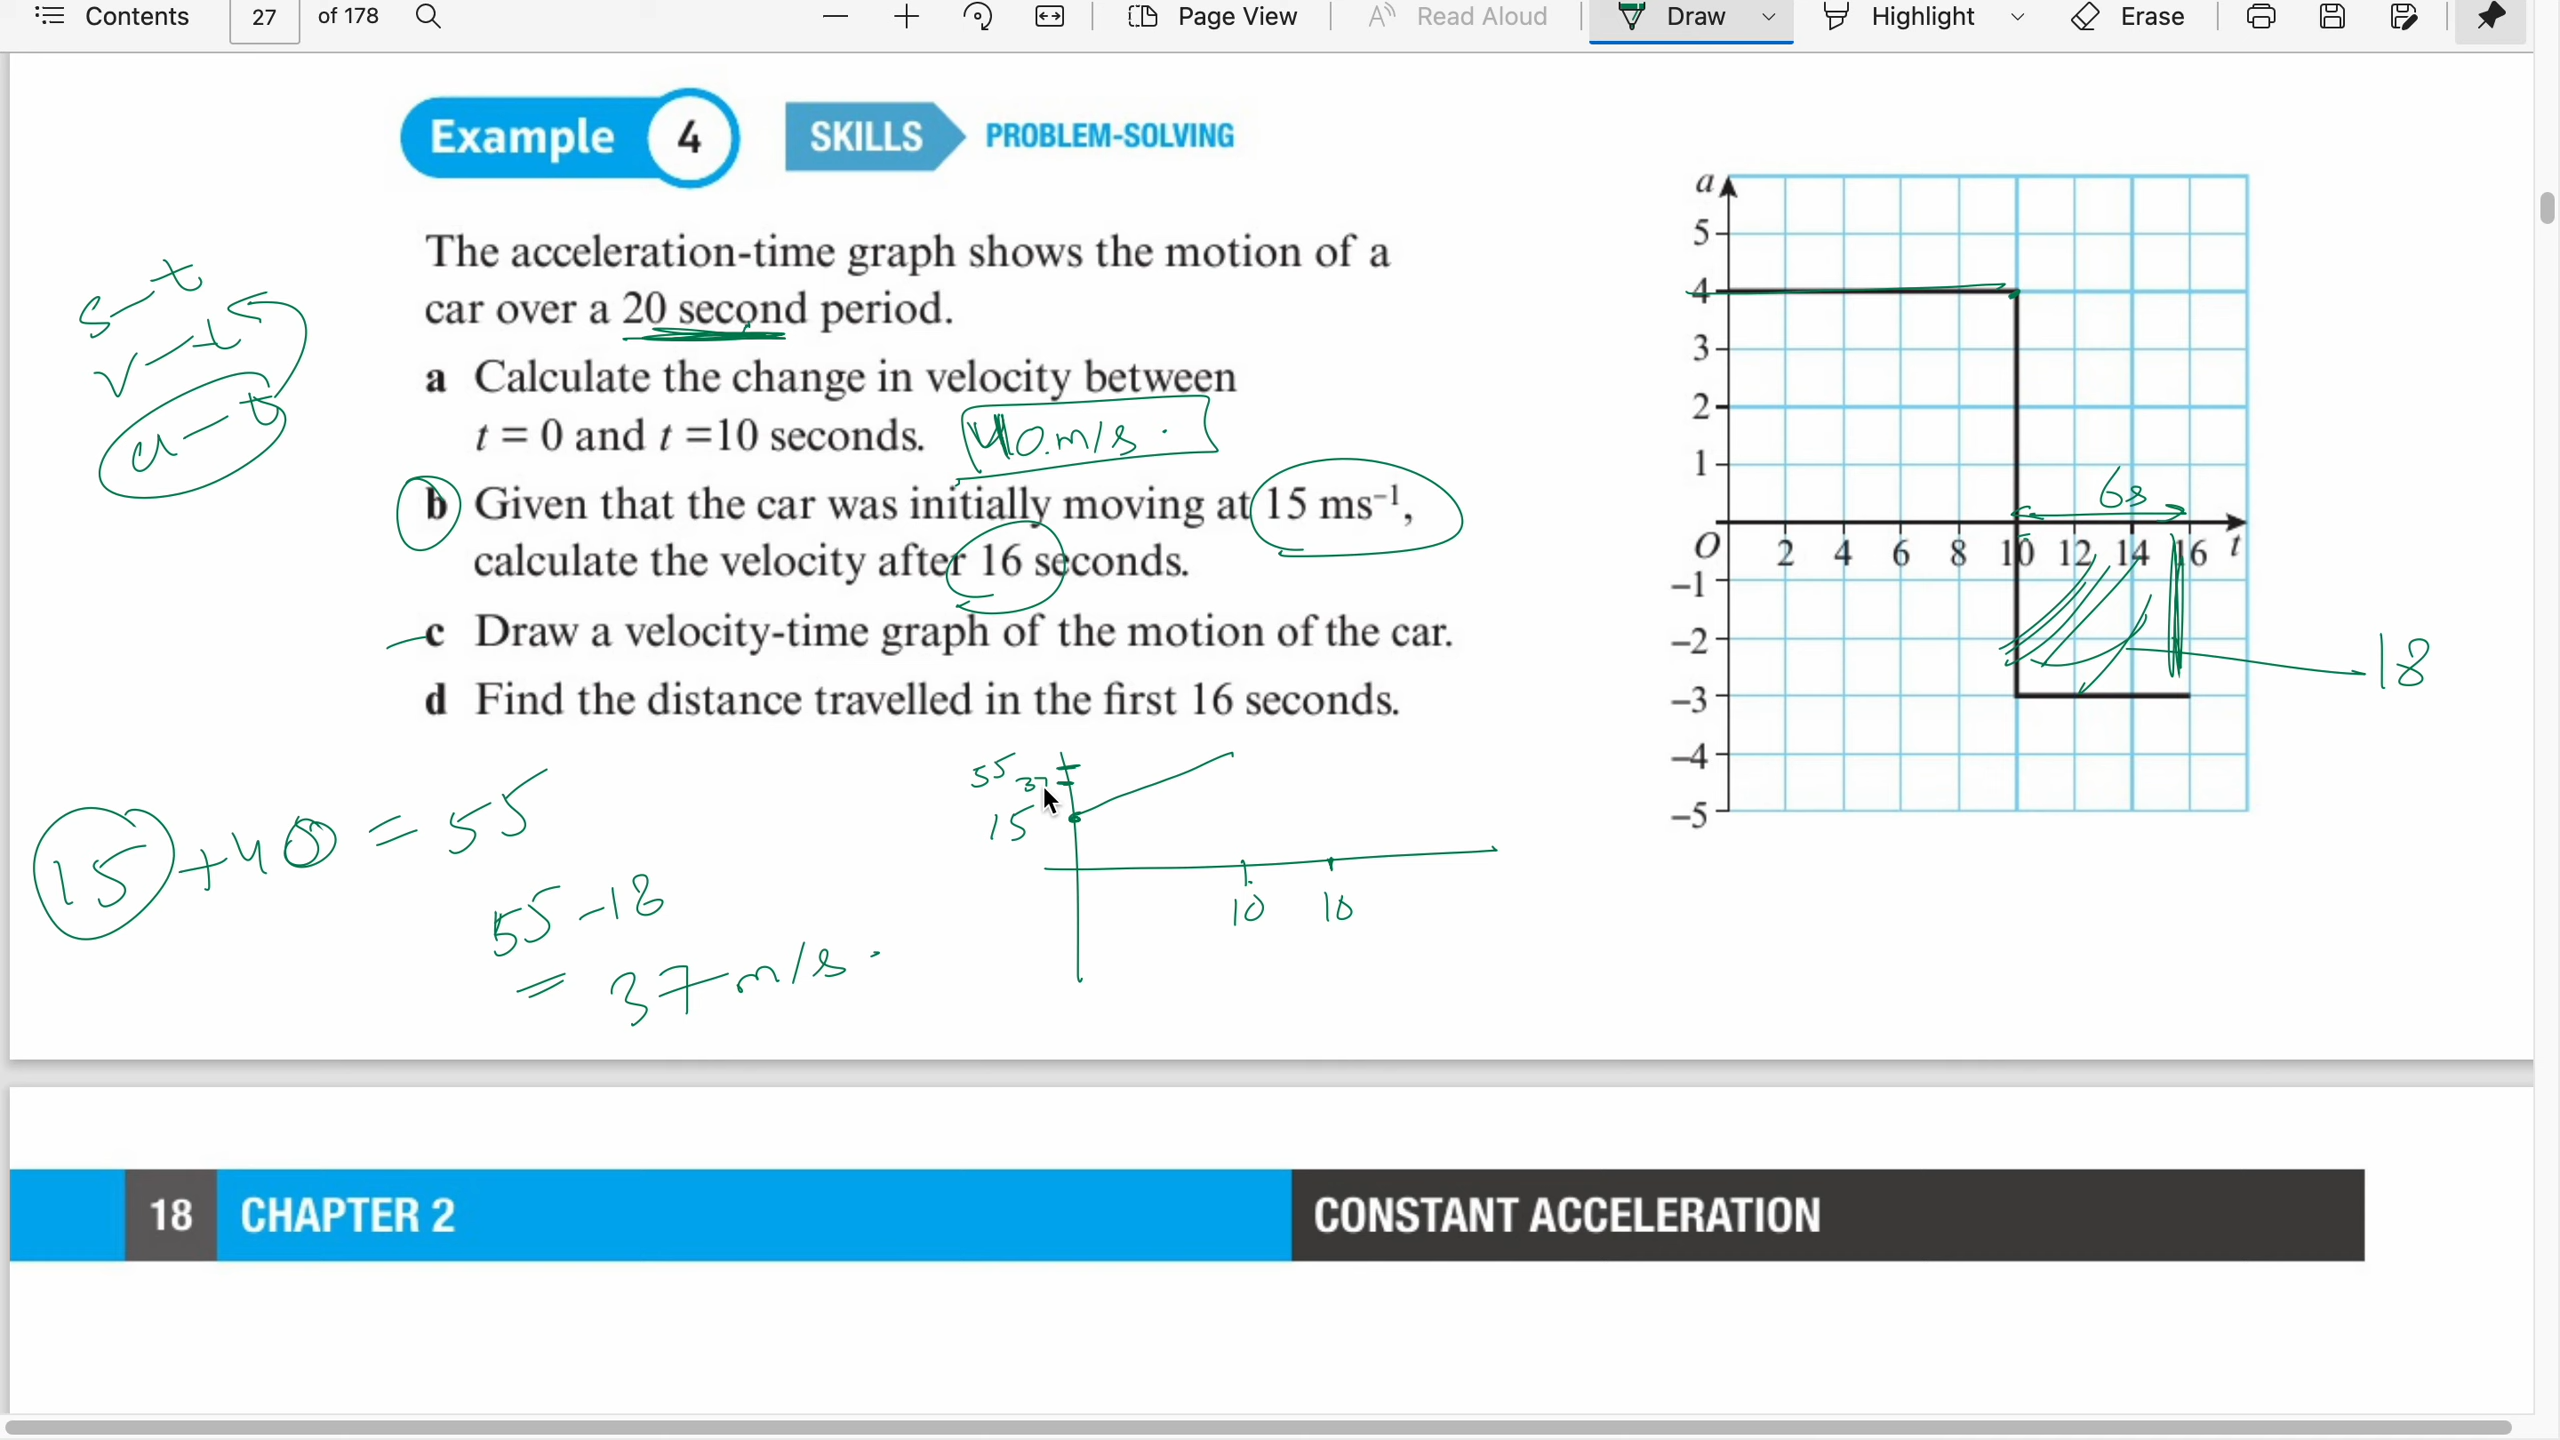 Contents 27 of 178 Page View Read Aloud Draw Highlight Erase
Example 4 SKILLS PROBLEM-SOLVING
The acceleration-time graph shows the motion of a
car over a 20 second period.
a Calculate the change in velocity between
t = 0 and t =10 seconds. 40.m/s.
b Given that the car was initially moving at 15 ms⁻¹,
calculate the velocity after 16 seconds.
c Draw a velocity-time graph of the motion of the car.
d Find the distance travelled in the first 16 seconds.
s-t
v-t
a-t
15 + 40 = 55
55 - 18
= 37 m/s.
55
37
15
10 10
a
5
4
3
2
1
6s
O 2 4 6 8 10 12 14 16 t
-1
-2
18
-3
-4
-5
18 CHAPTER 2 CONSTANT ACCELERATION